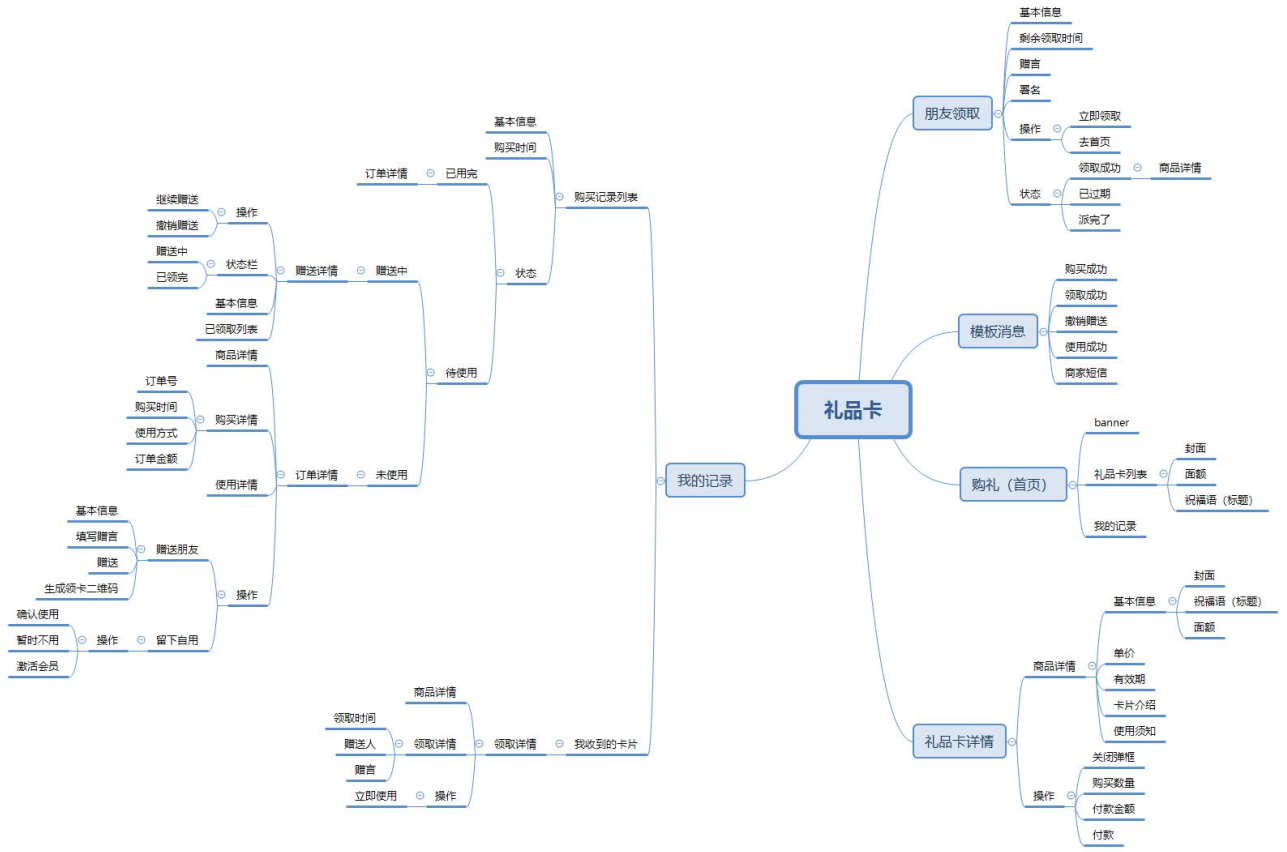 礼品卡
朋友领取
基本信息
剩余领取时间
赠言
署名
操作
立即领取
去首页
状态
领取成功
商品详情
已过期
派完了
模板消息
购买成功
领取成功
撤销赠送
使用成功
商家短信
购礼（首页）
banner
礼品卡列表
封面
面额
祝福语（标题）
我的记录
礼品卡详情
商品详情
基本信息
封面
祝福语（标题）
面额
单价
有效期
卡片介绍
使用须知
操作
关闭弹框
购买数量
付款金额
付款
我的记录
购买记录列表
基本信息
购买时间
状态
已用完
订单详情
待使用
赠送中
赠送详情
操作
继续赠送
撤销赠送
状态栏
赠送中
已领完
基本信息
已领取列表
未使用
订单详情
商品详情
购买详情
订单号
购买时间
使用方式
订单金额
使用详情
操作
赠送朋友
基本信息
填写赠言
赠送
生成领卡二维码
留下自用
操作
确认使用
暂时不用
激活会员
我收到的卡片
领取详情
商品详情
领取详情
领取时间
赠送人
赠言
操作
立即使用